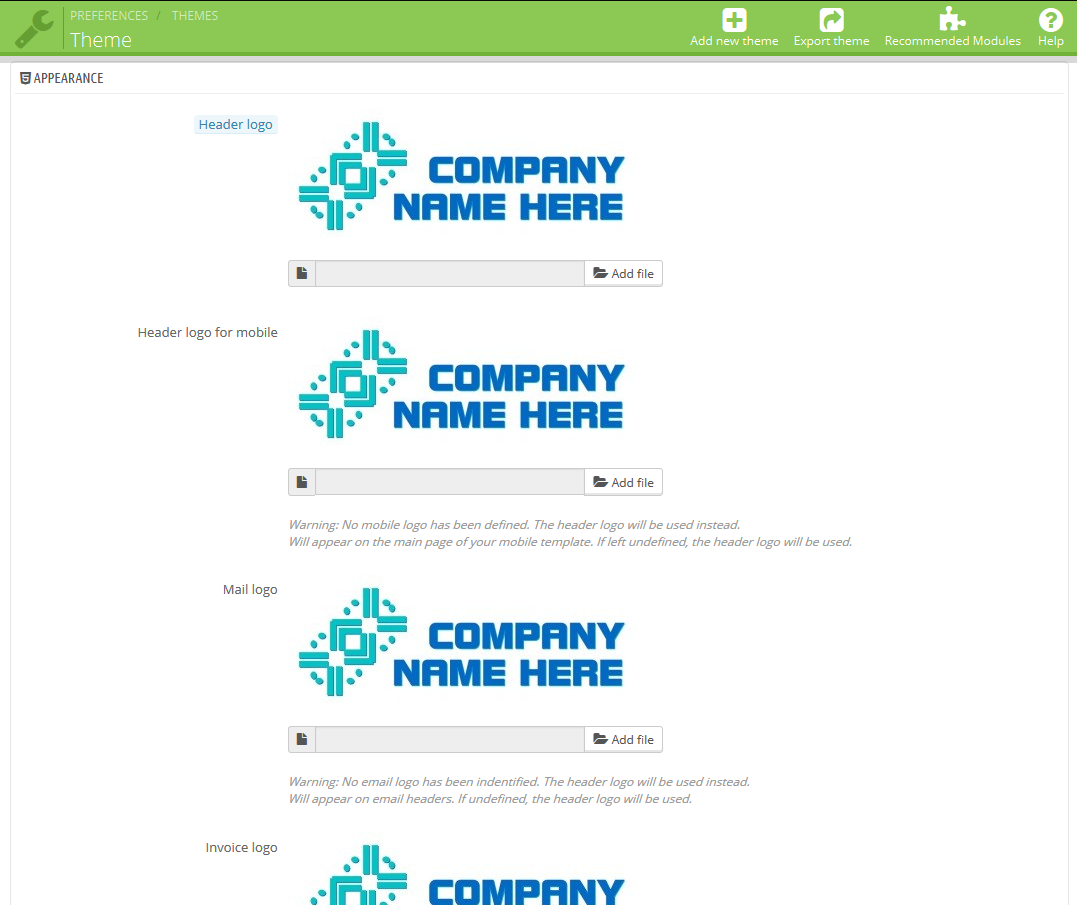 PREFERENCES / THEMES
Theme
Add new theme
Export theme
Recommended Modules
Help
APPEARANCE
Header logo
COMPANY
NAME HERE
Add file
Header logo for mobile
COMPANY
NAME HERE
Add file
Warning: No mobile logo has been defined. The header logo will be used instead.
Will appear on the main page of your mobile template. If left undefined, the header logo will be used.
Mail logo
COMPANY
NAME HERE
Add file
Warning: No email logo has been indentified. The header logo will be used instead.
Will appear on email headers. If undefined, the header logo will be used.
Invoice logo
COMPANY